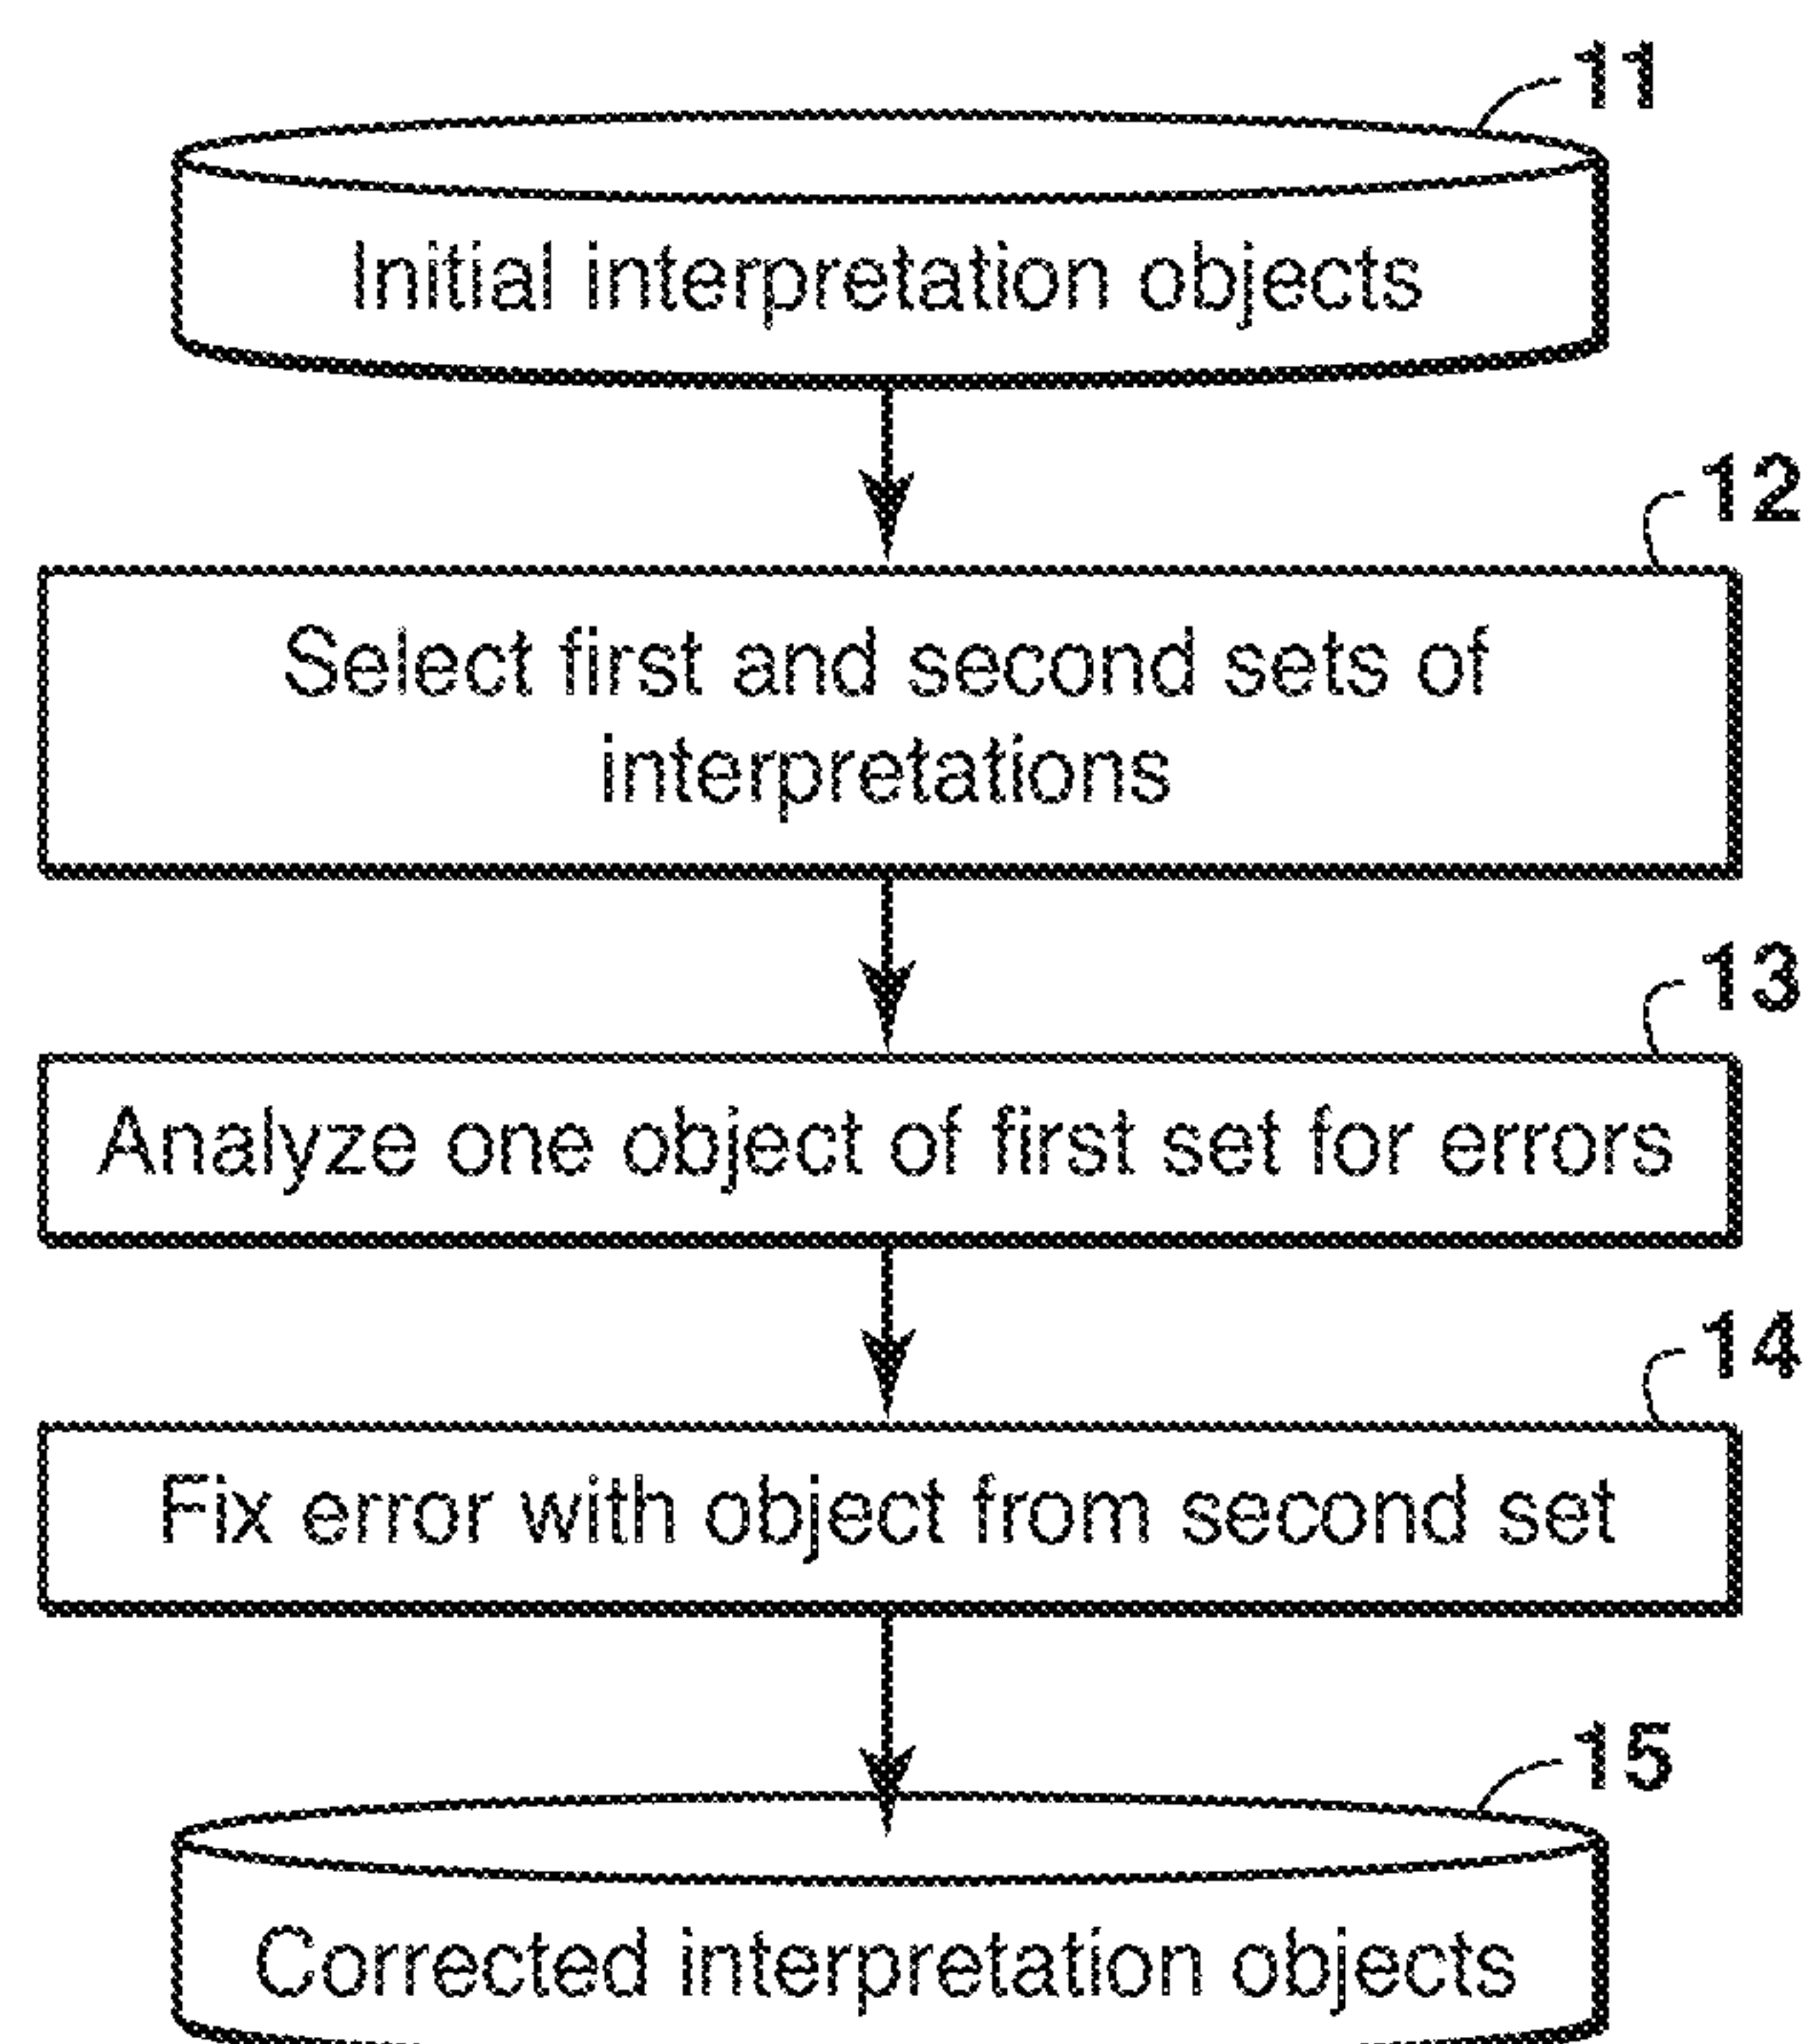 11
Initial interpretation objects
12
Select first and second sets of
interpretations
13
Analyze one object of first set for errors
14
Fix error with object from second set
15
Corrected interpretation objects